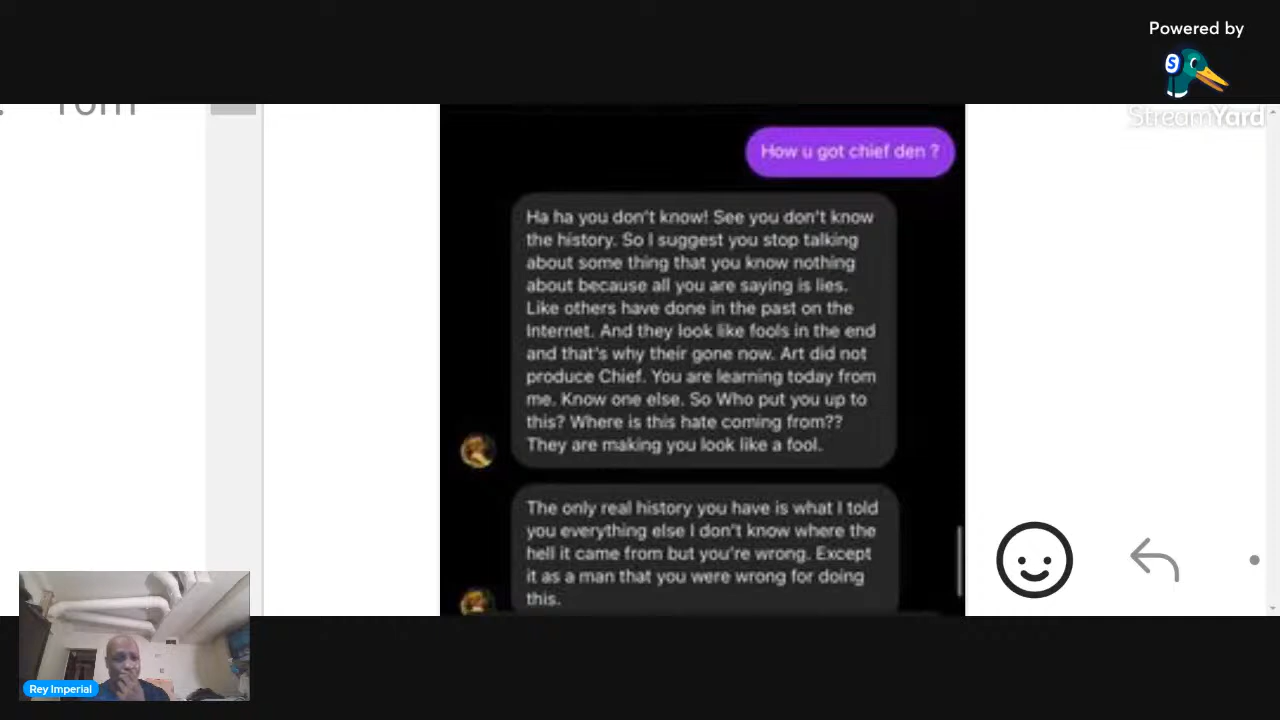 Powered by
StreamYard
How u got chief den ?
Ha ha you don't know! See you don't know
the history. So I suggest you stop talking
about some thing that you know nothing
about because all you are saying is lies.
Like others have done in the past on the
Internet. And they look like fools in the end
and that's why their gone now. Art did not
produce Chief. You are learning today from
me. Know one else. So Who put you up to
this? Where is this hate coming from??
They are making you look like a fool.
The only real history you have is what I told
you everything else I don't know where the
hell it came from but you're wrong. Except
it as a man that you were wrong for doing
this.
Rey Imperial